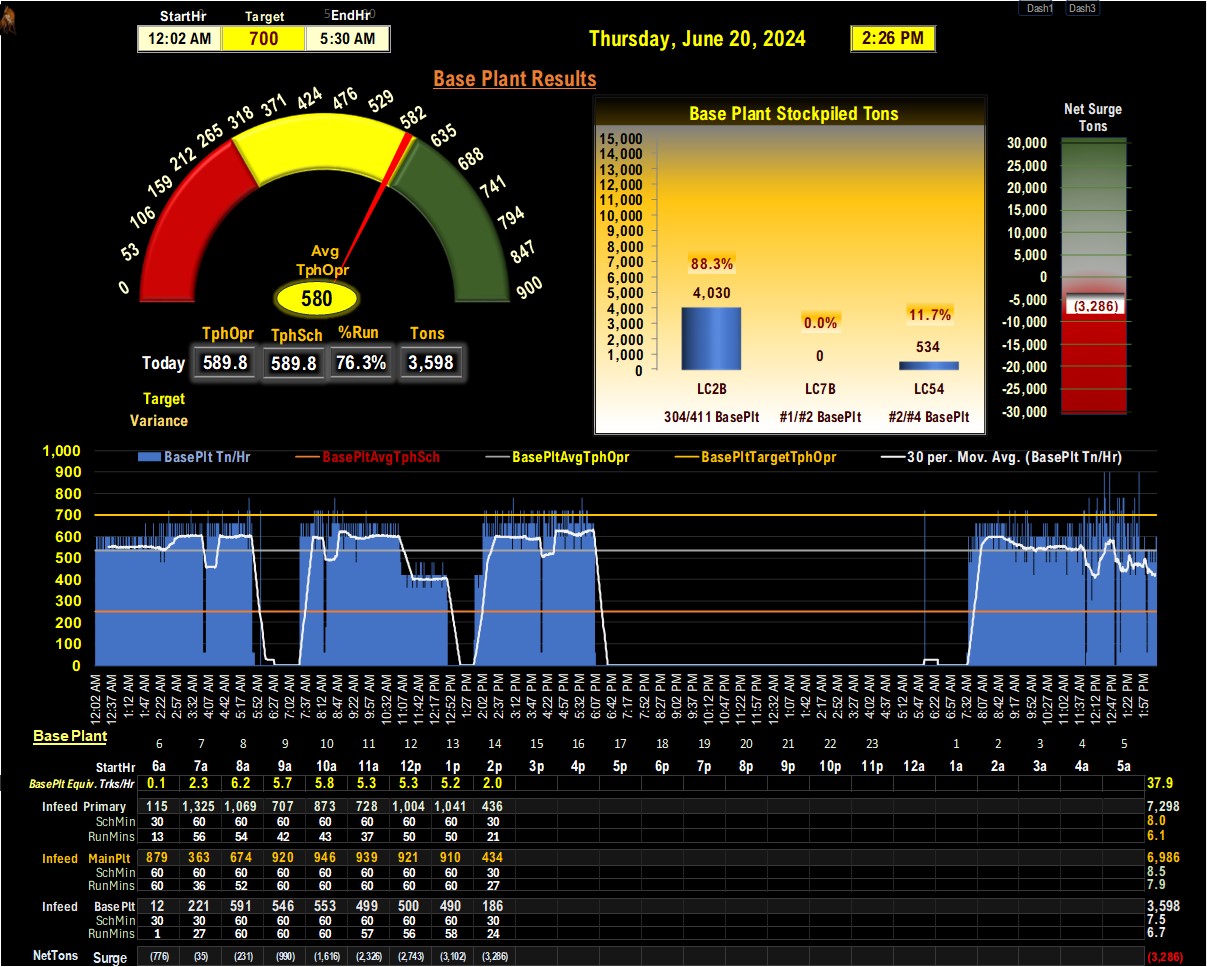 Dash1 Dash3
StartHr Target EndHr
12:02 AM 700 5:30 AM
Thursday, June 20, 2024 2:26 PM
Base Plant Results
0 53 106 159 212 265 318 371 424 476 529 582 635 688 741 794 847 900
Avg
TphOpr
580
TphOpr TphSch %Run Tons
Today 589.8 589.8 76.3% 3,598
Target
Variance
Base Plant Stockpiled Tons
15,000
14,000
13,000
12,000
11,000
10,000
9,000
8,000
7,000
6,000
5,000
4,000
3,000
2,000
1,000
0
88.3% 0.0% 11.7%
4,030 0 534
LC2B LC7B LC54
304/411 BasePlt #1/#2 BasePlt #2/#4 BasePlt
Net Surge
Tons
30,000
25,000
20,000
15,000
10,000
5,000
0
-5,000
-10,000
-15,000
-20,000
-25,000
-30,000
(3,286)
BasePlt Tn/Hr BasePltAvgTphSch BasePltAvgTphOpr BasePltTargetTphOpr 30 per. Mov. Avg. (BasePlt Tn/Hr)
1,000
900
800
700
600
500
400
300
200
100
0
12:02 AM 12:37 AM 1:12 AM 1:47 AM 2:22 AM 2:57 AM 3:32 AM 4:07 AM 4:42 AM 5:17 AM 5:52 AM 6:27 AM 7:02 AM 7:37 AM 8:12 AM 8:47 AM 9:22 AM 9:57 AM 10:32 AM 11:07 AM 11:42 AM 12:17 PM 12:52 PM 1:27 PM 2:02 PM 2:37 PM 3:12 PM 3:47 PM 4:22 PM 4:57 PM 5:32 PM 6:07 PM 6:42 PM 7:17 PM 7:52 PM 8:27 PM 9:02 PM 9:37 PM 10:12 PM 10:47 PM 11:22 PM 11:57 PM 12:32 AM 1:07 AM 1:42 AM 2:17 AM 2:52 AM 3:27 AM 4:02 AM 4:37 AM 5:12 AM 5:47 AM 6:22 AM 6:57 AM 7:32 AM 8:07 AM 8:42 AM 9:17 AM 9:52 AM 10:27 AM 11:02 AM 11:37 AM 12:12 PM 12:47 PM 1:22 PM 1:57 PM
Base Plant
6 7 8 9 10 11 12 13 14 15 16 17 18 19 20 21 22 23 1 2 3 4 5
StartHr 6a 7a 8a 9a 10a 11a 12p 1p 2p 3p 4p 5p 6p 7p 8p 9p 10p 11p 12a 1a 2a 3a 4a 5a
BasePlt Equiv. Trks/Hr 0.1 2.3 6.2 5.7 5.8 5.3 5.3 5.2 2.0 37.9
Infeed Primary 115 1,325 1,069 707 873 728 1,004 1,041 436 7,298
SchMin 30 60 60 60 60 60 60 60 30 8.0
RunMins 13 56 54 42 43 37 50 50 21 6.1
Infeed MainPlt 879 363 674 920 946 939 921 910 434 6,986
SchMin 60 60 60 60 60 60 60 60 30 8.5
RunMins 60 36 52 60 60 60 60 60 27 7.9
Infeed BasePlt 12 221 591 546 553 499 500 490 186 3,598
SchMin 30 30 60 60 60 60 60 60 30 7.5
RunMins 1 27 60 60 60 57 56 58 24 6.7
NetTons Surge (776) (35) (231) (990) (1,616) (2,326) (2,743) (3,102) (3,286) (3,286)